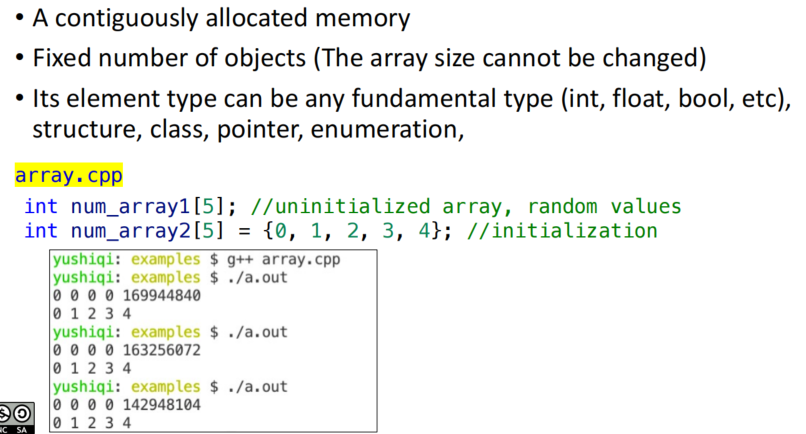 • A contiguously allocated memory
• Fixed number of objects (The array size cannot be changed)
• Its element type can be any fundamental type (int, float, bool, etc),
structure, class, pointer, enumeration,
array.cpp
int num_array1[5]; //uninitialized array, random values
int num_array2[5] = {0, 1, 2, 3, 4}; //initialization
yushiqi: examples $ g++ array.cpp
yushiqi: examples $ ./a.out
0 0 0 0 169944840
0 1 2 3 4
yushiqi: examples $ ./a.out
0 0 0 0 163256072
0 1 2 3 4
yushiqi: examples $ ./a.out
0 0 0 0 142948104
0 1 2 3 4
NC SA